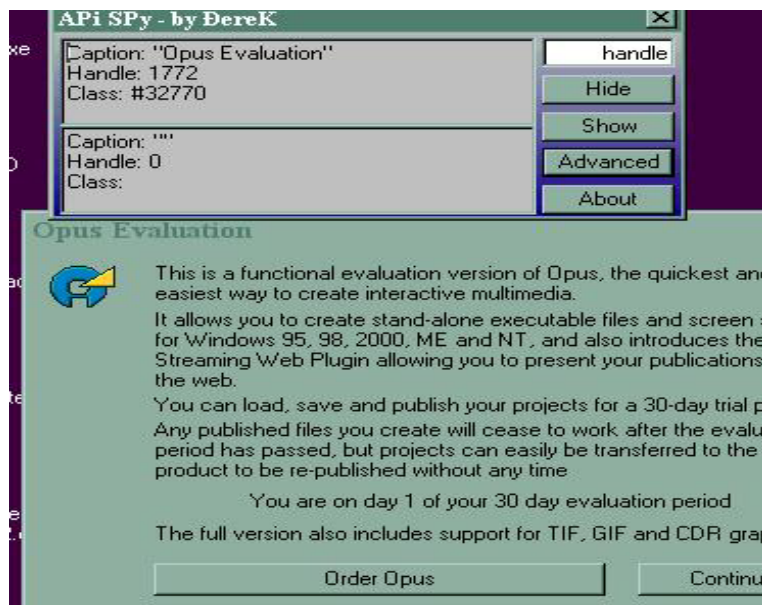 APi SPy - by ÐereK
xe
Caption: "Opus Evaluation"
Handle: 1772
Class: #32770
handle
Hide
Show
Caption: ""
Handle: 0
Class:
Advanced
About
Opus Evaluation
This is a functional evaluation version of Opus, the quickest and
easiest way to create interactive multimedia.
It allows you to create stand-alone executable files and screen
for Windows 95, 98, 2000, ME and NT, and also introduces the
Streaming Web Plugin allowing you to present your publications
the web.
You can load, save and publish your projects for a 30-day trial p
Any published files you create will cease to work after the evalu
period has passed, but projects can easily be transferred to the
product to be re-published without any time
You are on day 1 of your 30 day evaluation period
The full version also includes support for TIF, GIF and CDR gra
Order Opus
Continu